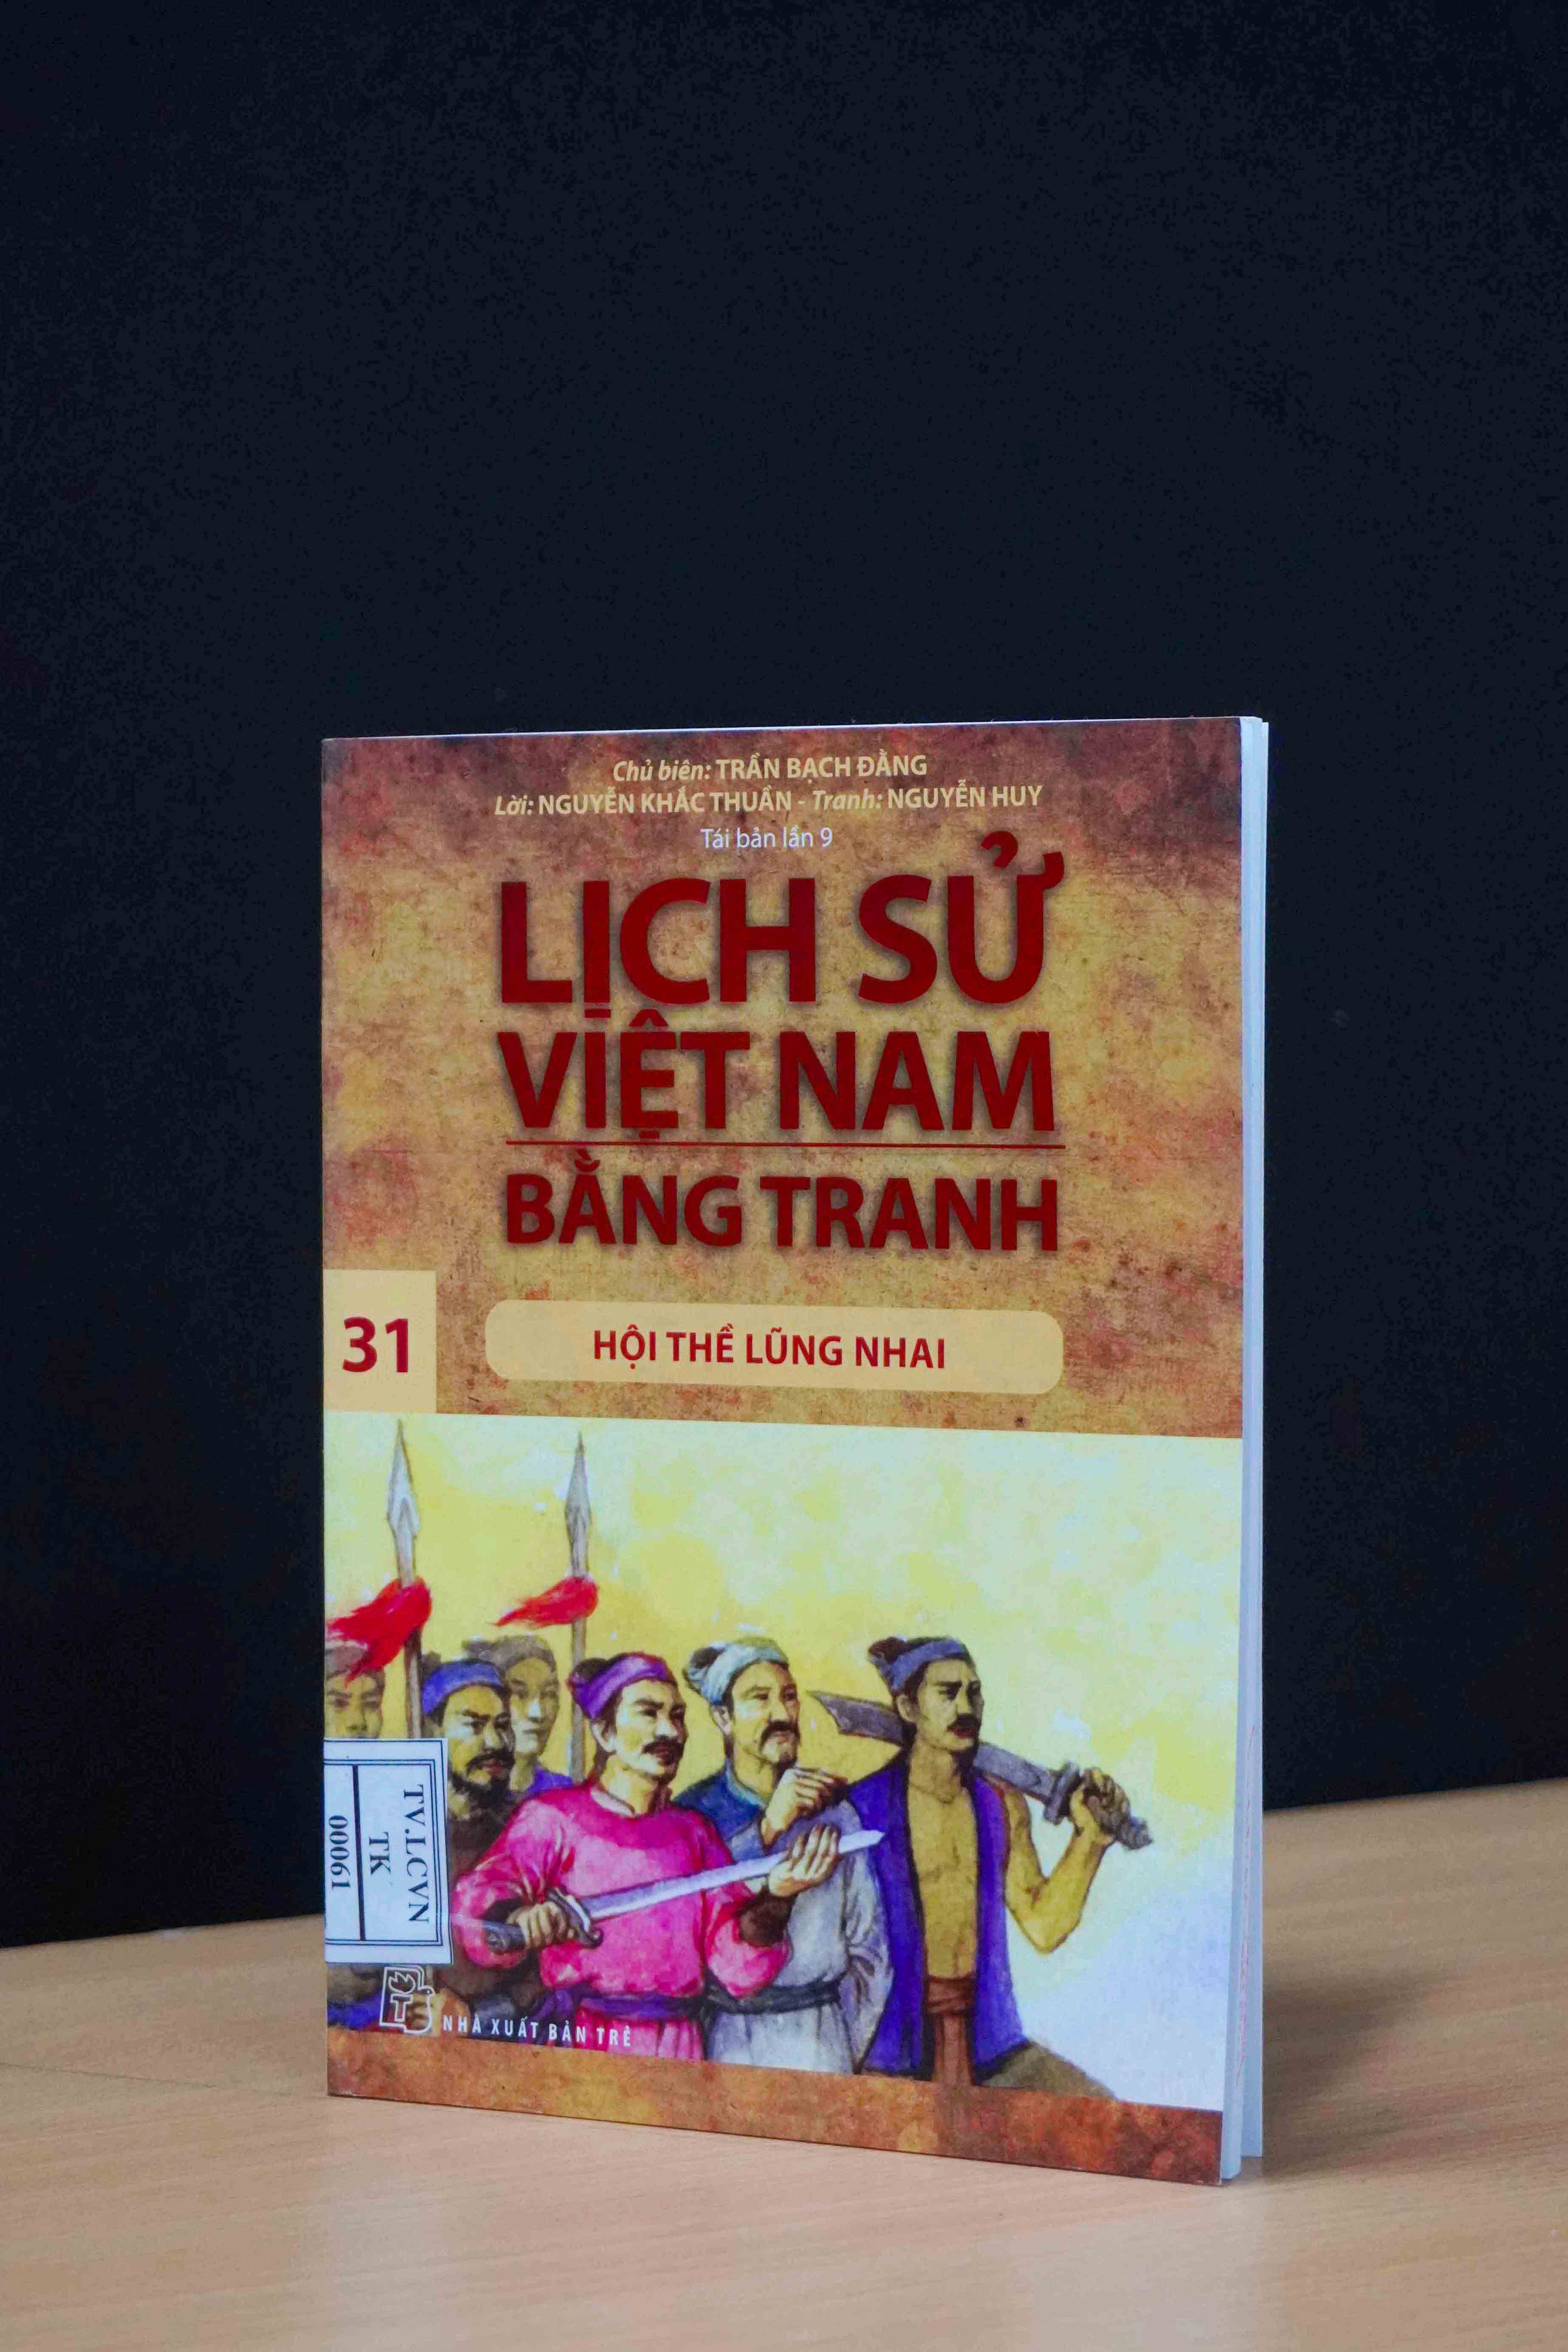 Chủ biên: TRẦN BẠCH ĐẰNG
Lời: NGUYỄN KHẮC THUẦN - Tranh: NGUYỄN HUY
Tái bản lần 9
LỊCH SỬ
VIỆT NAM
BẰNG TRANH
31
HỘI THỀ LŨNG NHAI
TV.LCVN
TK
00061
NHÀ XUẤT BẢN TRẺ